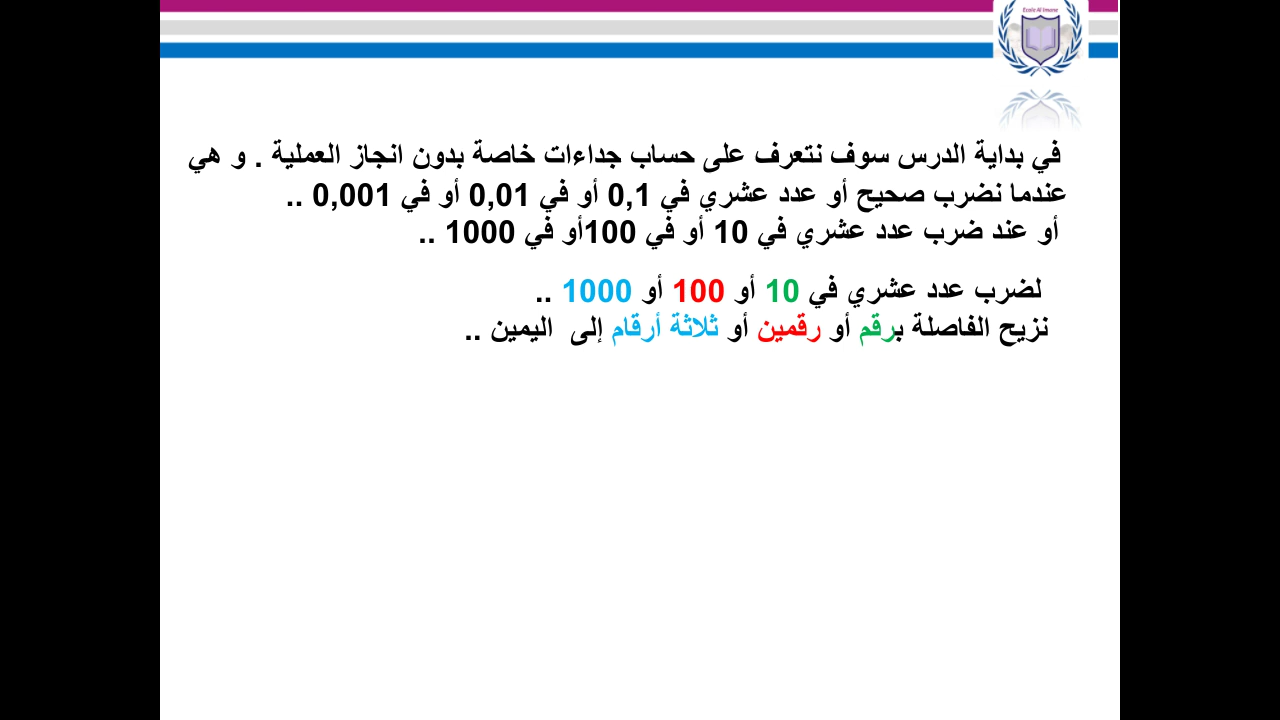 Ecole Al Imane
في بداية الدرس سوف نتعرف على حساب جداءات خاصة بدون انجاز العملية . و هي
عندما نضرب صحيح أو عدد عشري في 0,1 أو في 0,01 أو في 0,001 ..
أو عند ضرب عدد عشري في 10 أو في 100أو في 1000 ..
لضرب عدد عشري في 10 أو 100 أو 1000 ..
نزيح الفاصلة برقم أو رقمين أو ثلاثة أرقام إلى اليمين ..